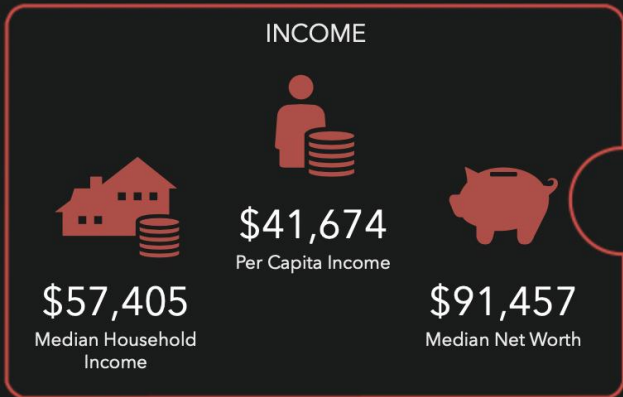 INCOME
$41,674
Per Capita Income
$57,405
Median Household
Income
$91,457
Median Net Worth